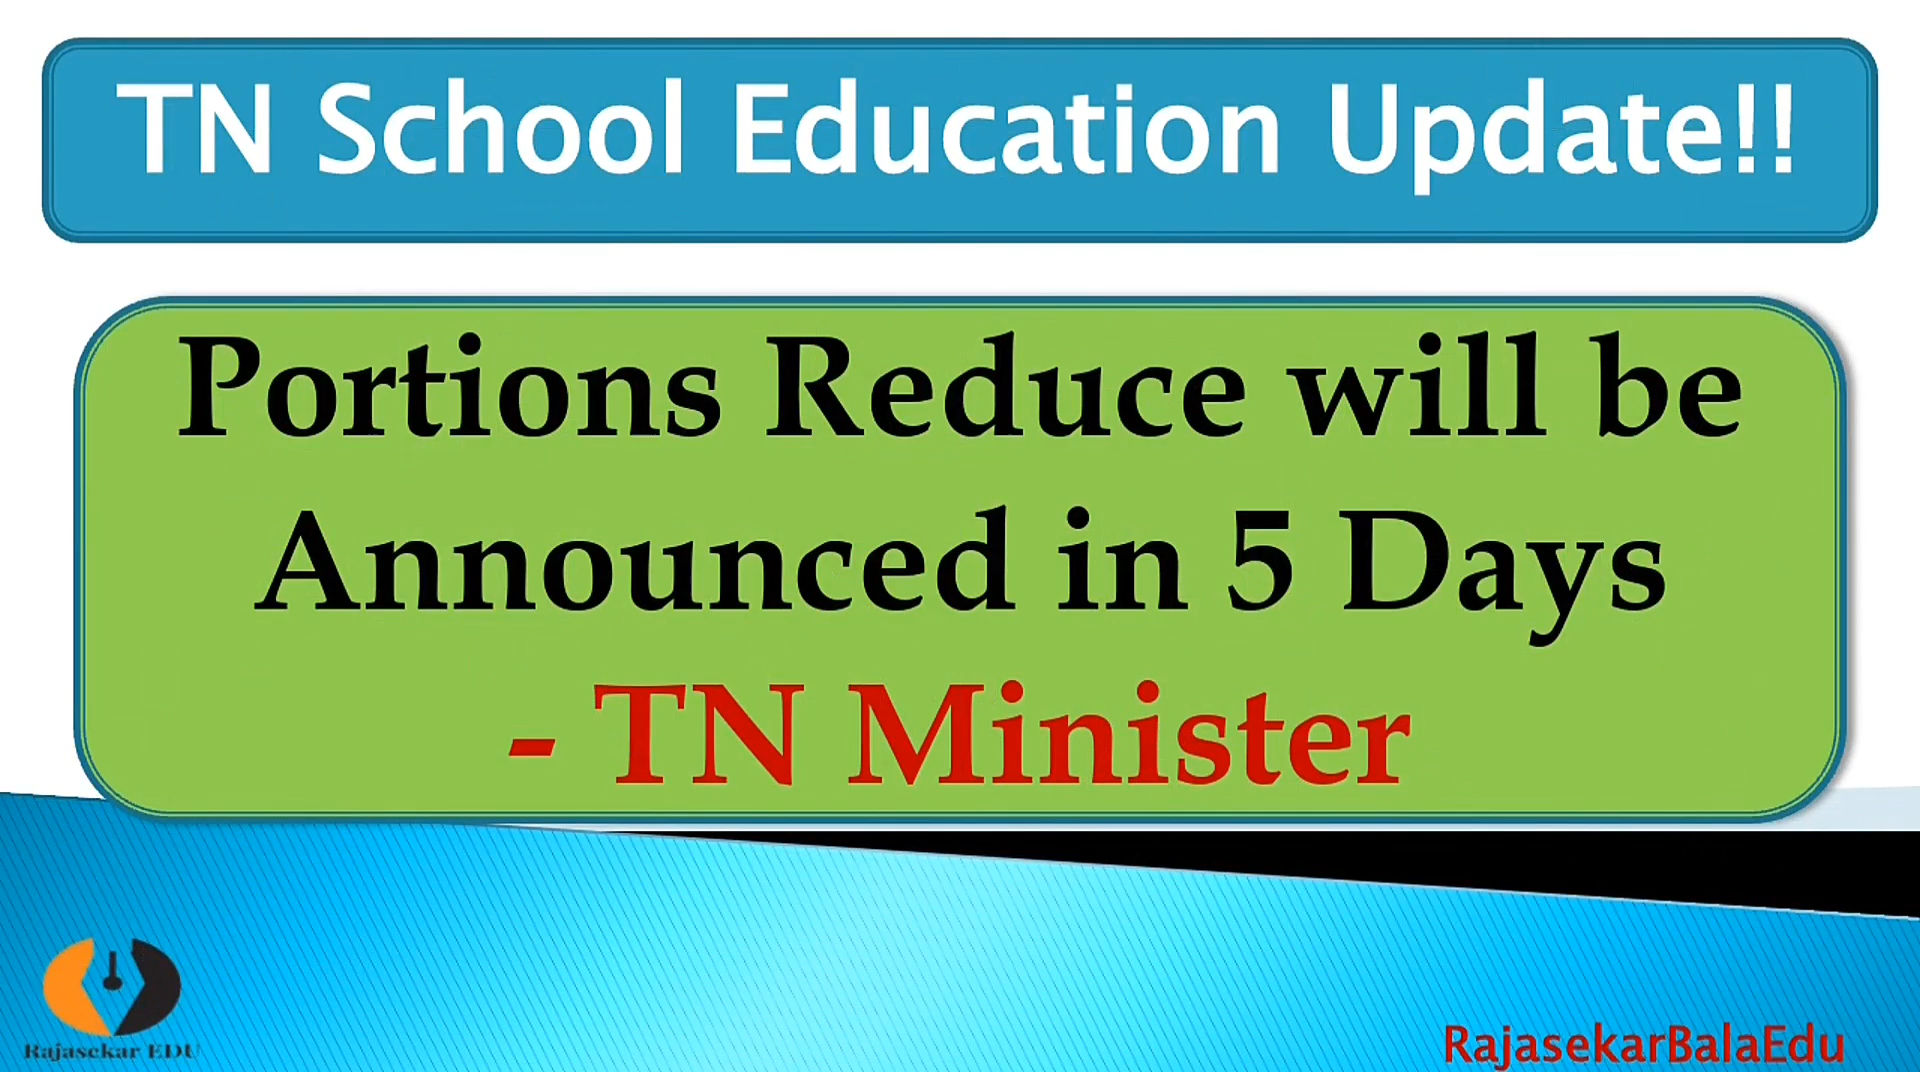 TN School Education Update!!
Portions Reduce will be
Announced in 5 Days
- TN Minister
Rajasekar EDU
RajasekarBalaEdu